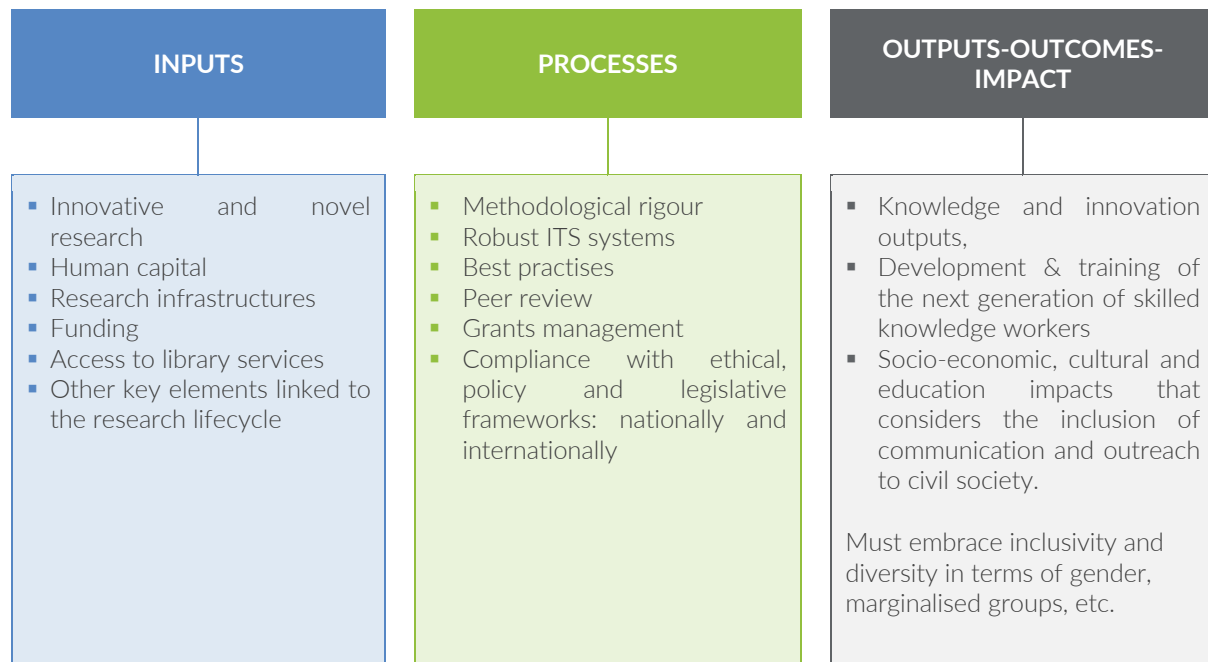 INPUTS
▪ Innovative and novel
research
▪ Human capital
▪ Research infrastructures
▪ Funding
▪ Access to library services
▪ Other key elements linked to
the research lifecycle
PROCESSES
▪ Methodological rigour
▪ Robust ITS systems
▪ Best practises
▪ Peer review
▪ Grants management
▪ Compliance with ethical,
policy and legislative
frameworks: nationally and
internationally
OUTPUTS-OUTCOMES-
IMPACT
▪ Knowledge and innovation
outputs,
▪ Development & training of
the next generation of skilled
knowledge workers
▪ Socio-economic, cultural and
education impacts that
considers the inclusion of
communication and outreach
to civil society.
Must embrace inclusivity and
diversity in terms of gender,
marginalised groups, etc.